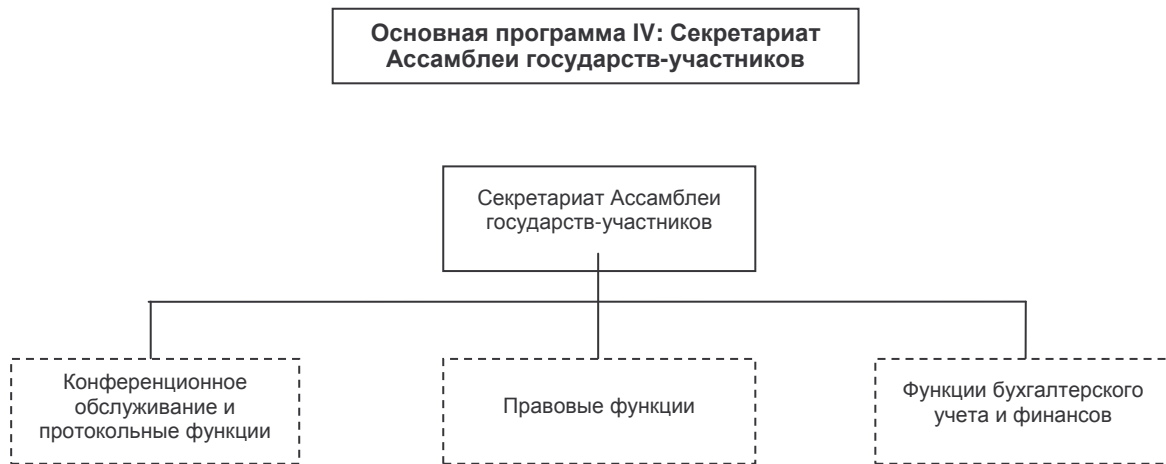 Основная программа IV: Секретариат
Ассамблеи государств-участников
Секретариат Ассамблеи
государств-участников
Конференционное
обслуживание и
протокольные функции
Правовые функции
Функции бухгалтерского
учета и финансов